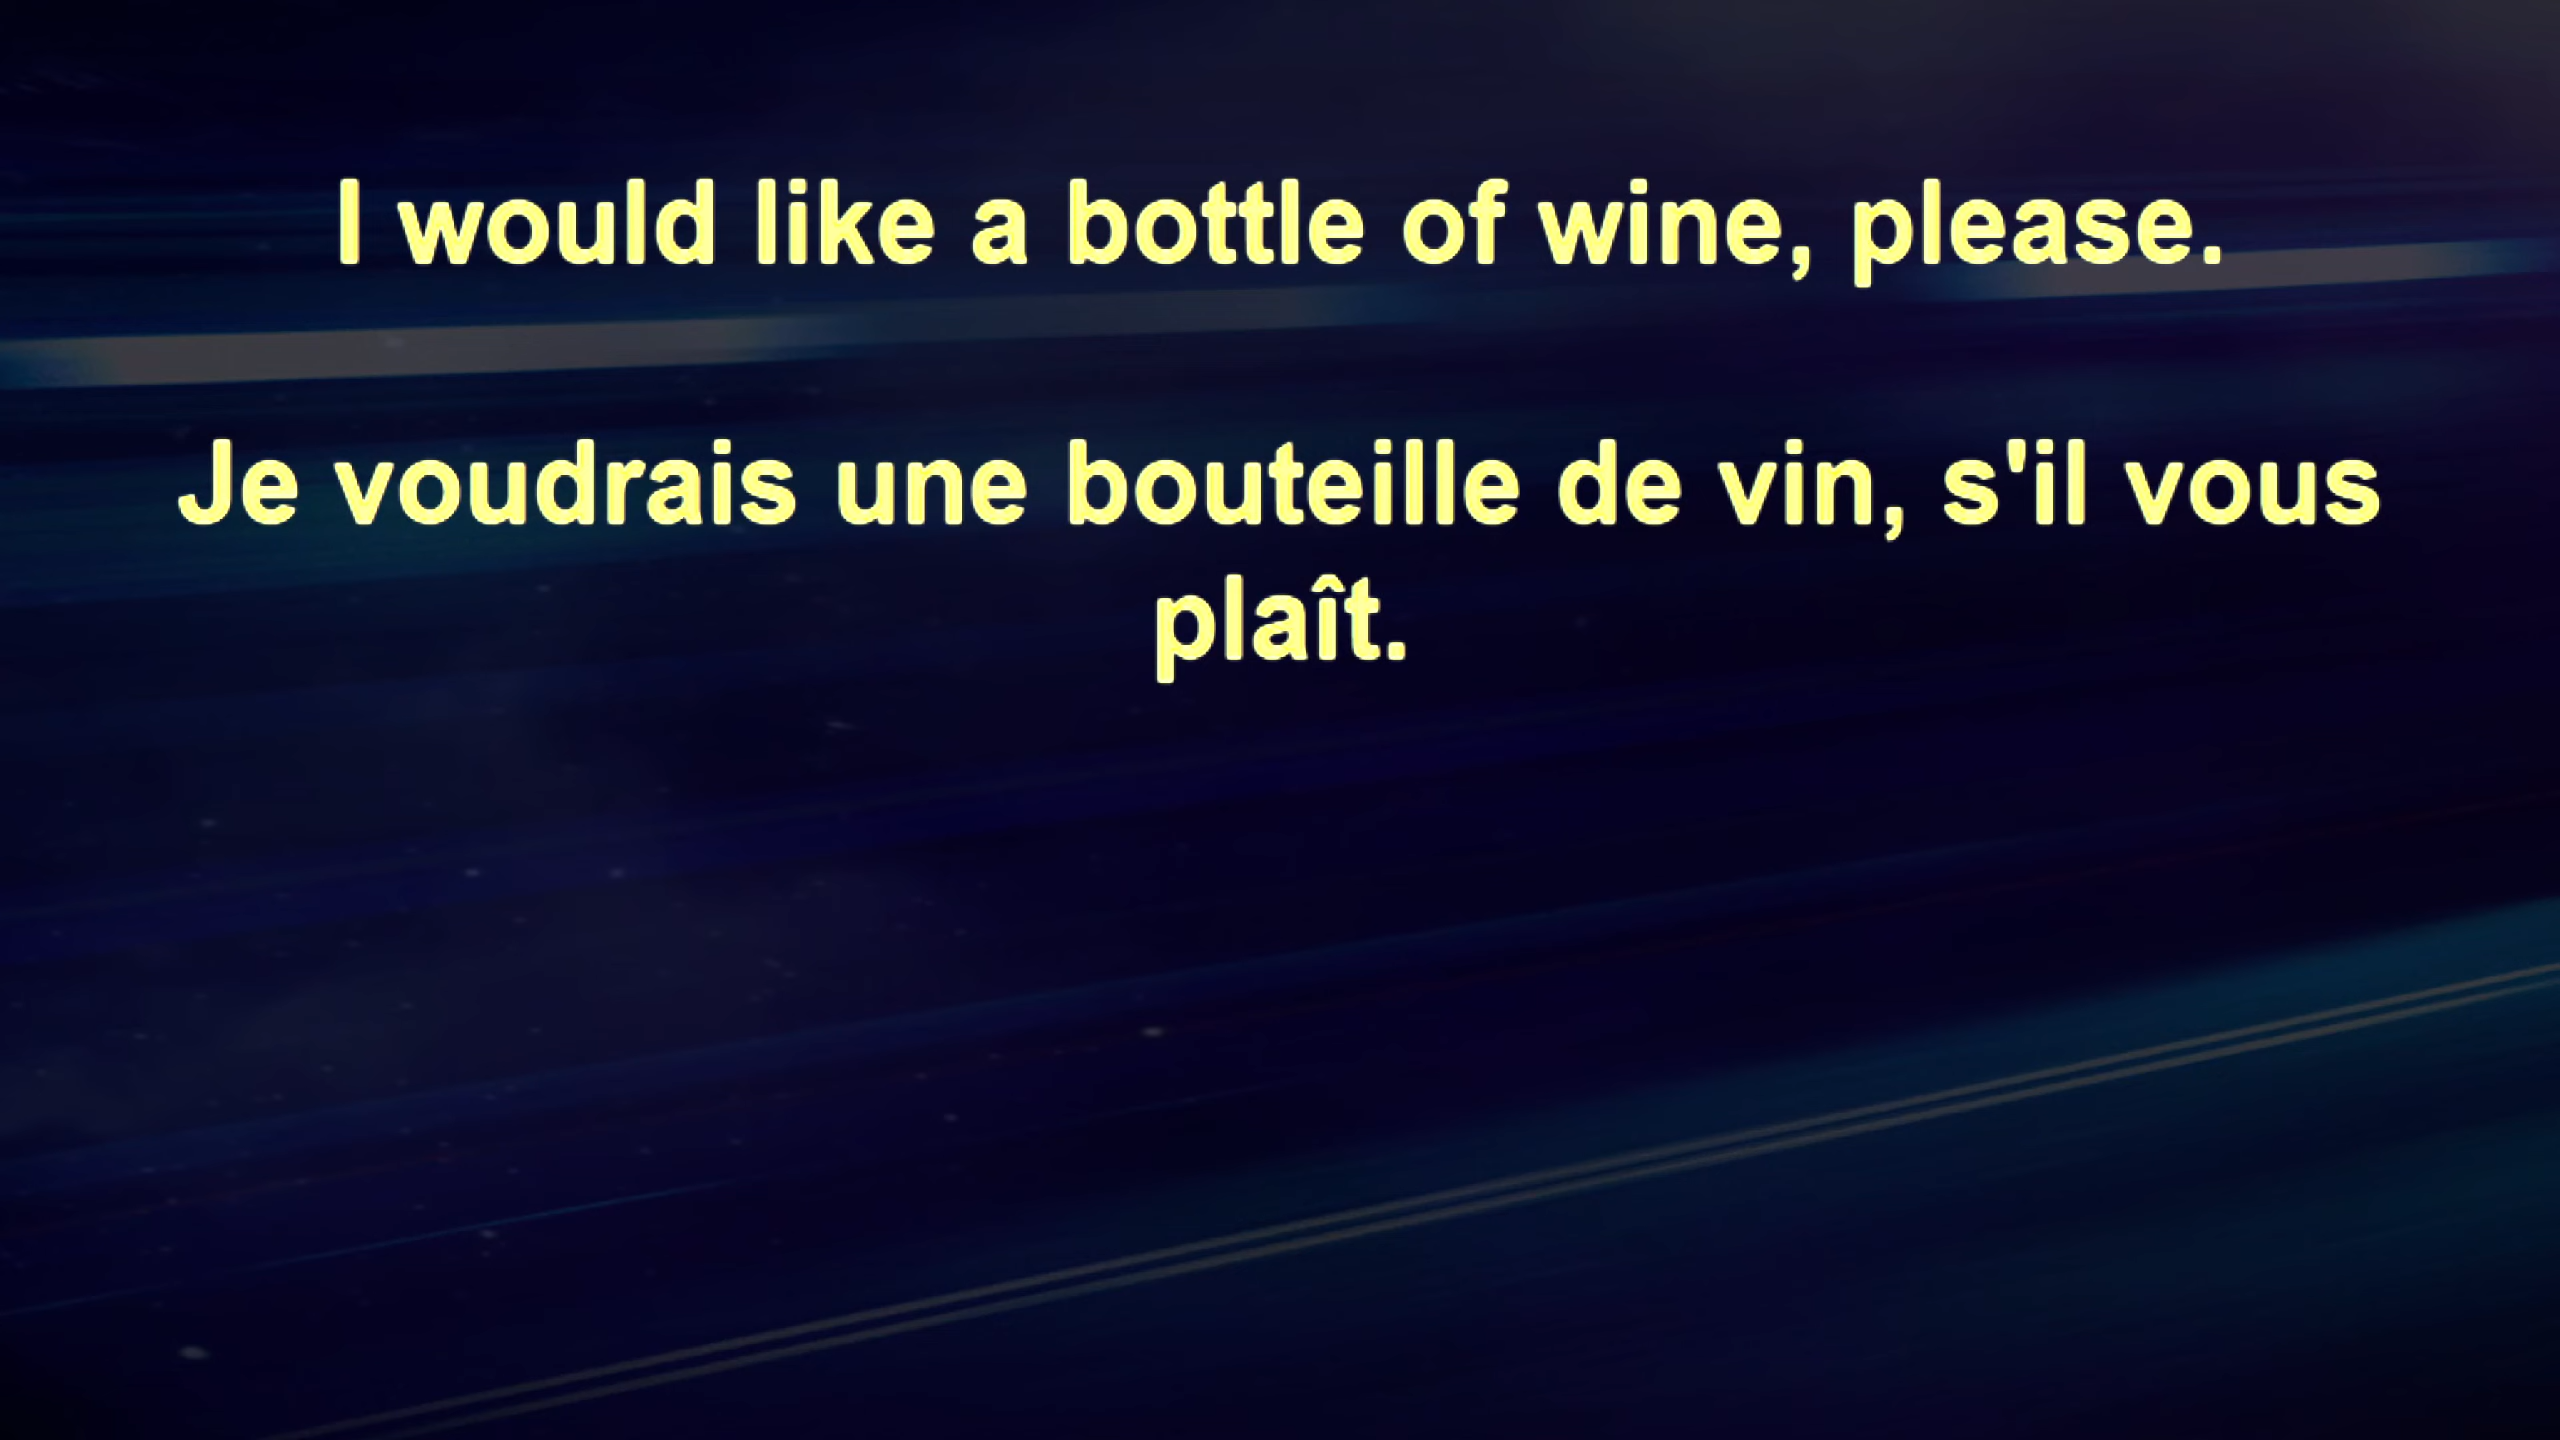 I would like a bottle of wine, please.
Je voudrais une bouteille de vin, s'il vous
plaît.